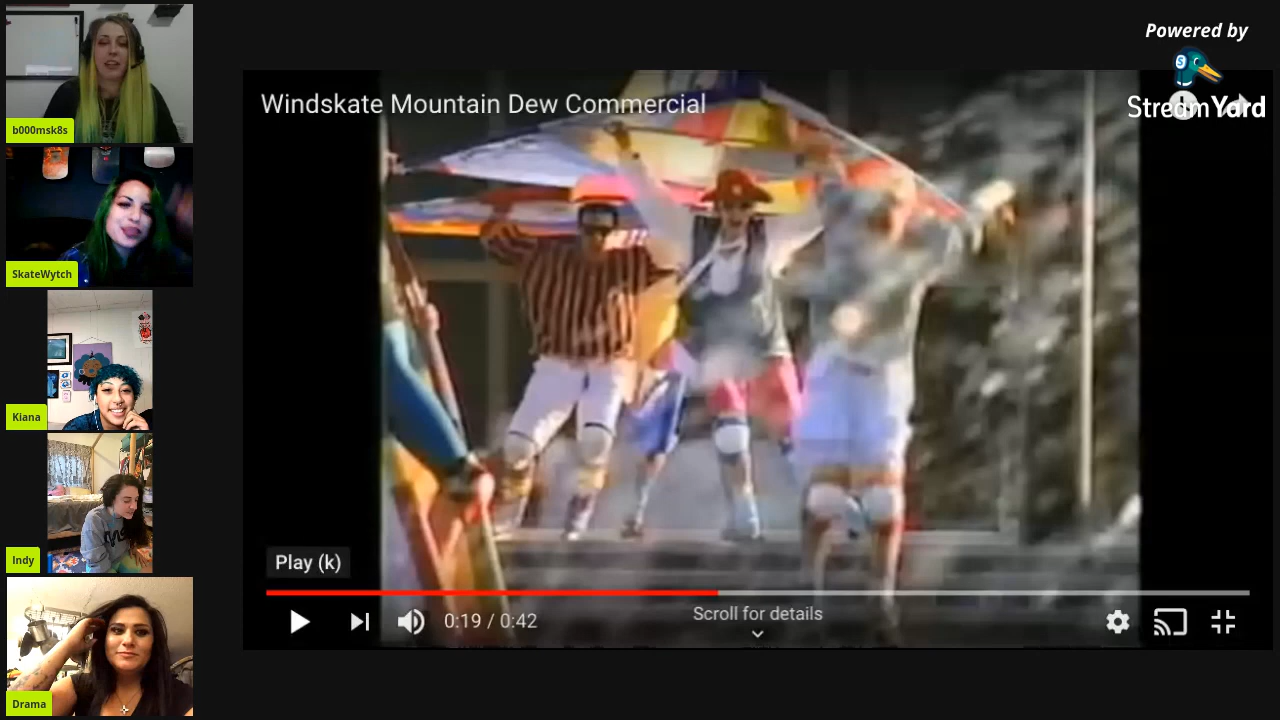 Powered by
StreamYard
Windskate Mountain Dew Commercial
b000msk8s
SkateWytch
Kiana
Indy
Drama
Play (k)
0:19 / 0:42
Scroll for details